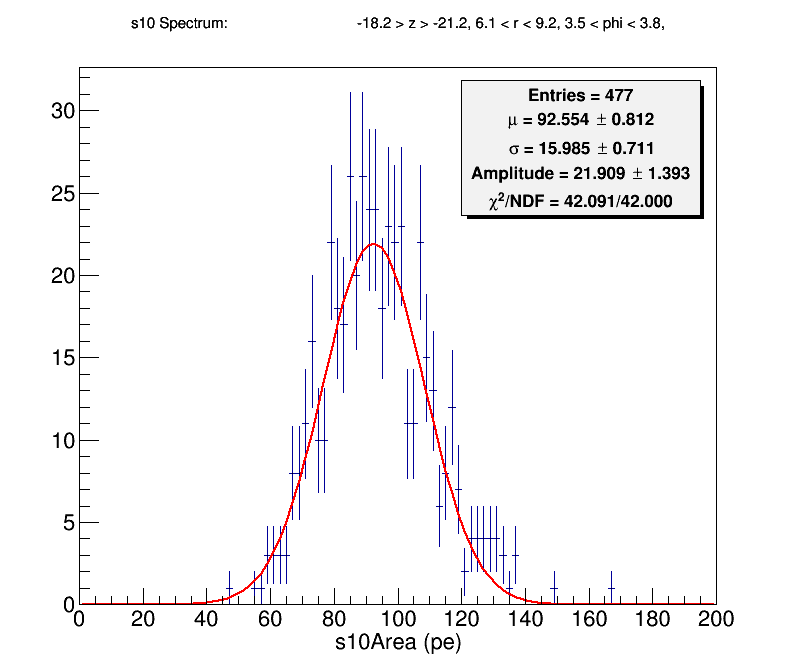 s10 Spectrum: -18.2 > z > -21.2, 6.1 < r < 9.2, 3.5 < phi < 3.8,
Entries = 477
μ = 92.554 ± 0.812
σ = 15.985 ± 0.711
Amplitude = 21.909 ± 1.393
χ²/NDF = 42.091/42.000
30
25
20
15
10
5
0
0 20 40 60 80 100 120 140 160 180 200
s10Area (pe)